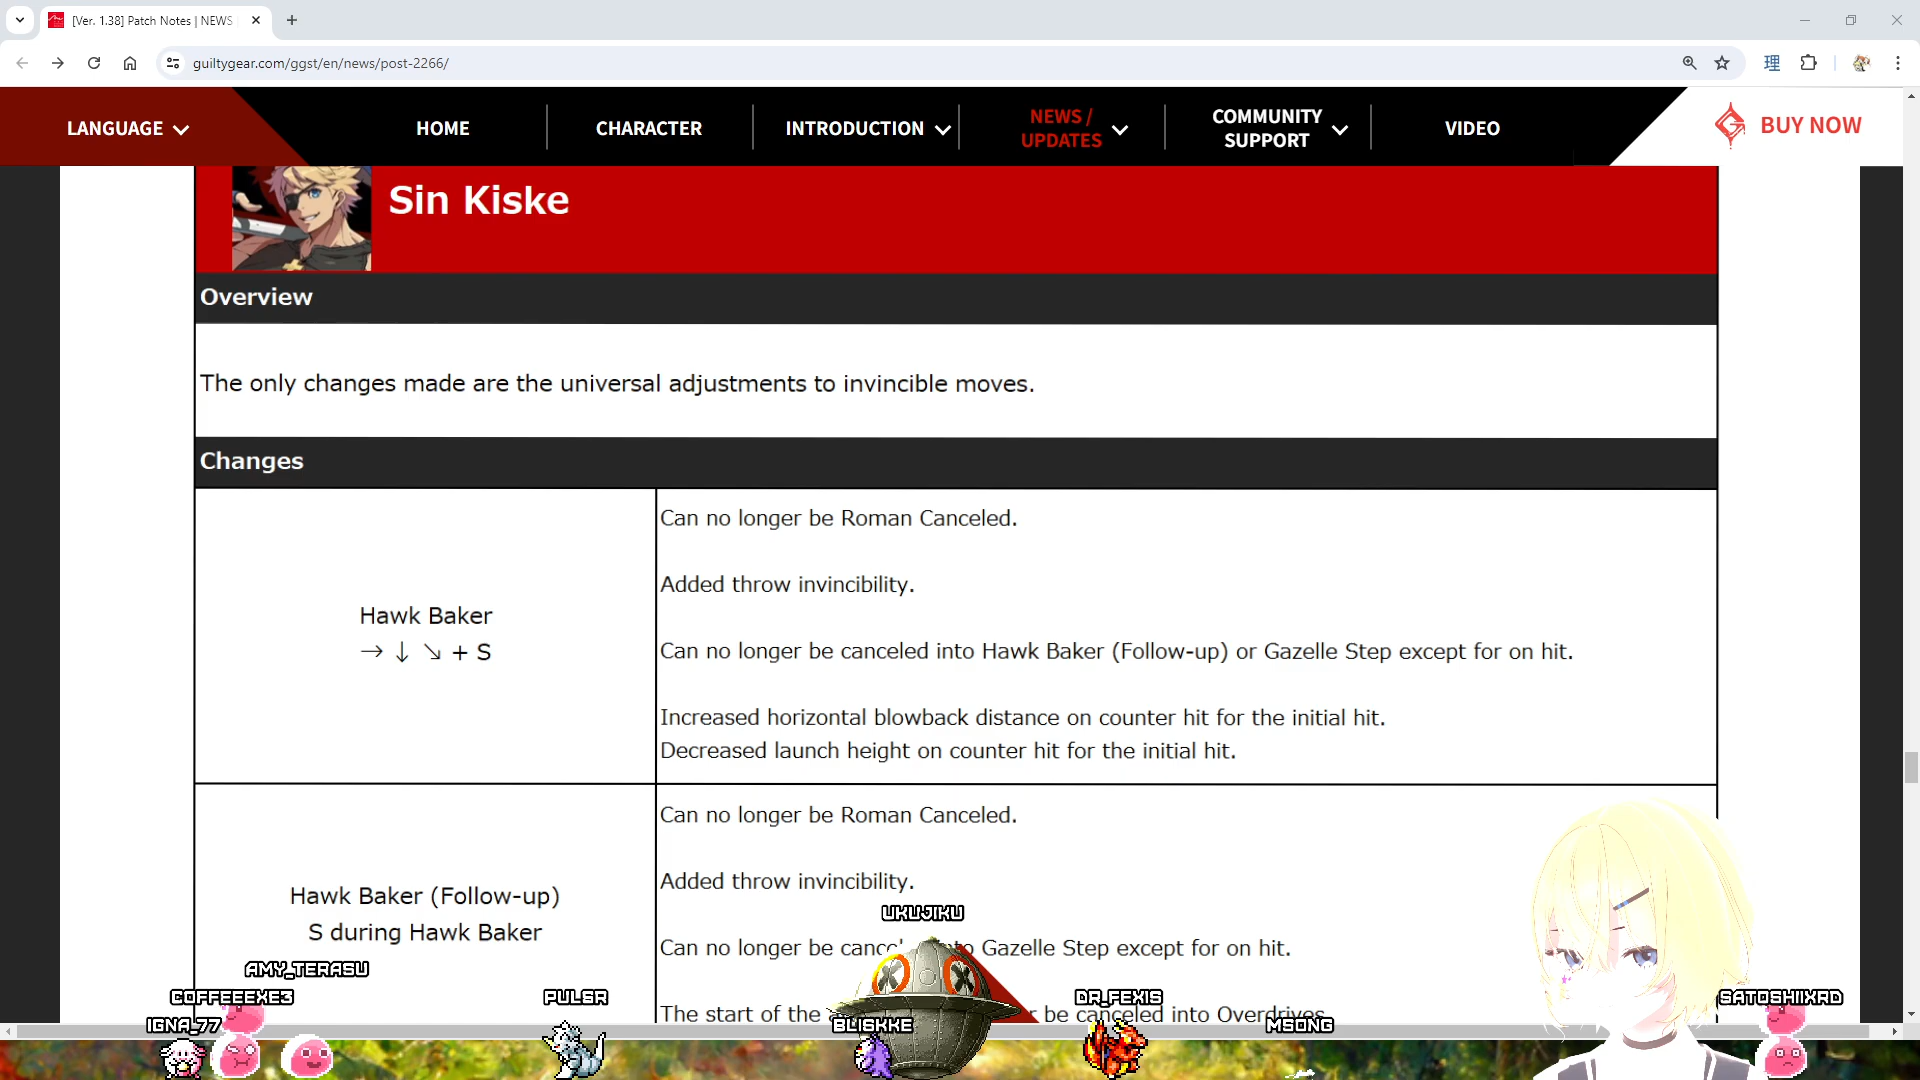 [Ver. 1.38] Patch Notes | NEWS
guiltygear.com/ggst/en/news/post-2266/
理
LANGUAGE
HOME
CHARACTER
INTRODUCTION
NEWS /
UPDATES
COMMUNITY
SUPPORT
VIDEO
BUY NOW
Sin Kiske
Overview
The only changes made are the universal adjustments to invincible moves.
Changes
Hawk Baker
→ ↓ ↘ + S
Can no longer be Roman Canceled.
Added throw invincibility.
Can no longer be canceled into Hawk Baker (Follow-up) or Gazelle Step except for on hit.
Increased horizontal blowback distance on counter hit for the initial hit.
Decreased launch height on counter hit for the initial hit.
Hawk Baker (Follow-up)
S during Hawk Baker
Can no longer be Roman Canceled.
Added throw invincibility.
Can no longer be Gazelle Step except for on hit.
The start of the be canceled into Overdrives
UKUJIKU
AMY_TERASU
COFFEEEXE3
PULSR
DR_FEXIS
SATOSHIIXRD
IGNA_77
BLISKKE
MSONG